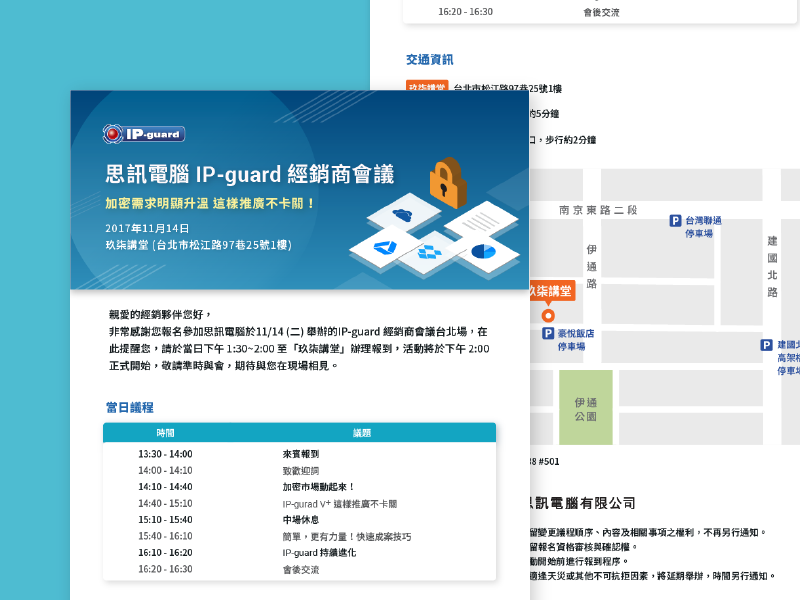 IP-guard
思訊電腦 IP-guard 經銷商會議
加密需求明顯升溫 這樣推廣不卡關！
2017年11月14日
玖柒講堂 (台北市松江路97巷25號1樓)
親愛的經銷夥伴您好，
非常感謝您報名參加思訊電腦於11/14 (二) 舉辦的IP-guard 經銷商會議台北場，在
此提醒您，請於當日下午 1:30~2:00 至「玖柒講堂」辦理報到，活動將於下午 2:00
正式開始，敬請準時與會，期待與您在現場相見。
當日議程
時間 議題
13:30 - 14:00 來賓報到
14:00 - 14:10 致歡迎詞
14:10 - 14:40 加密市場動起來！
14:40 - 15:10 IP-gurad V+ 這樣推廣不卡關
15:10 - 15:40 中場休息
15:40 - 16:10 簡單，更有力量！快速成案技巧
16:10 - 16:20 IP-guard 持續進化
16:20 - 16:30 會後交流
16:20 - 16:30 會後交流
交通資訊
玖柒講堂 台北市松江路97巷25號1樓
約5分鐘
口，步行約2分鐘
南京東路二段
P 台灣聯通
停車場
伊通路
建國北路
玖柒講堂
P 豪悅飯店
停車場
P 建國北
高架橋
停車場
伊通
公園
#501
思訊電腦有限公司
留變更議程順序、內容及相關事項之權利，不再另行通知。
留報名資格審核與確認權。
動開始前進行報到程序。
適逢天災或其他不可抗拒因素，將延期舉辦，時間另行通知。